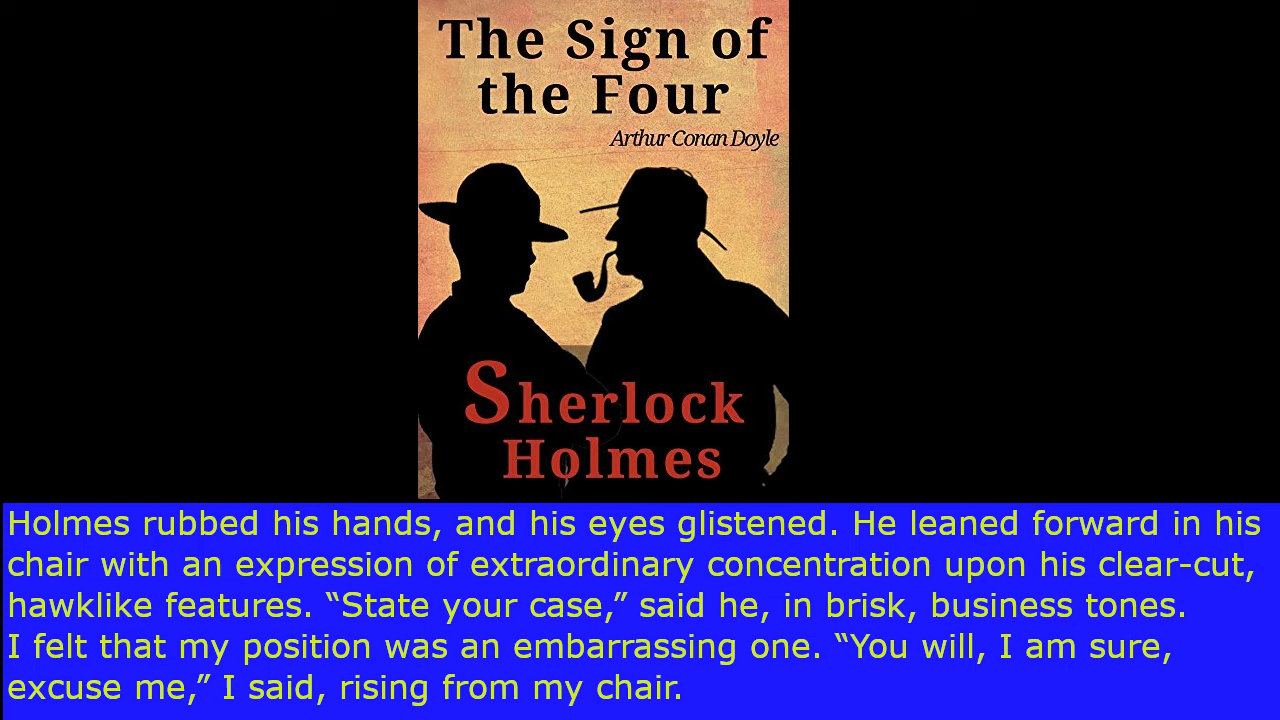 The Sign of
the Four
Arthur Conan Doyle
Sherlock
Holmes
Holmes rubbed his hands, and his eyes glistened. He leaned forward in his
chair with an expression of extraordinary concentration upon his clear-cut,
hawklike features. “State your case,” said he, in brisk, business tones.
I felt that my position was an embarrassing one. “You will, I am sure,
excuse me,” I said, rising from my chair.